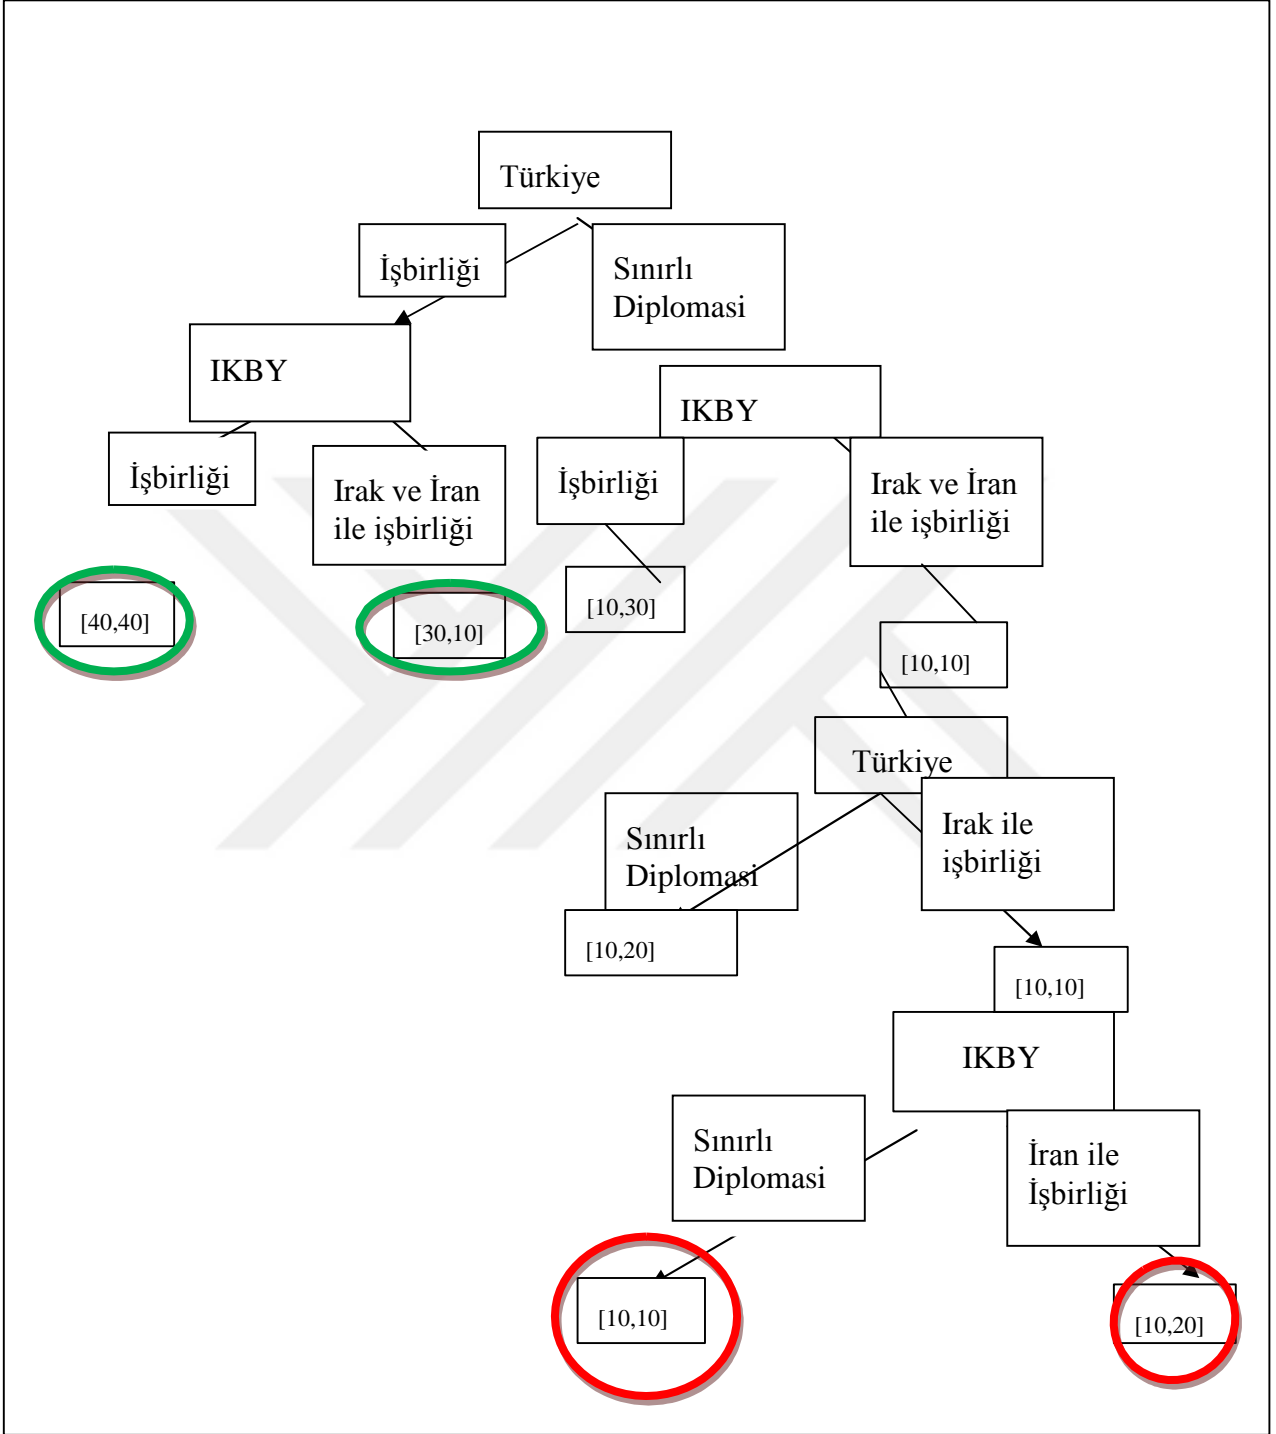 Türkiye
İşbirliği
Sınırlı
Diplomasi
IKBY
IKBY
İşbirliği
Irak ve İran
ile işbirliği
İşbirliği
Irak ve İran
ile işbirliği
[40,40]
[30,10]
[10,30]
[10,10]
Türkiye
Sınırlı
Diplomasi
Irak ile
işbirliği
[10,20]
[10,10]
IKBY
Sınırlı
Diplomasi
İran ile
İşbirliği
[10,10]
[10,20]